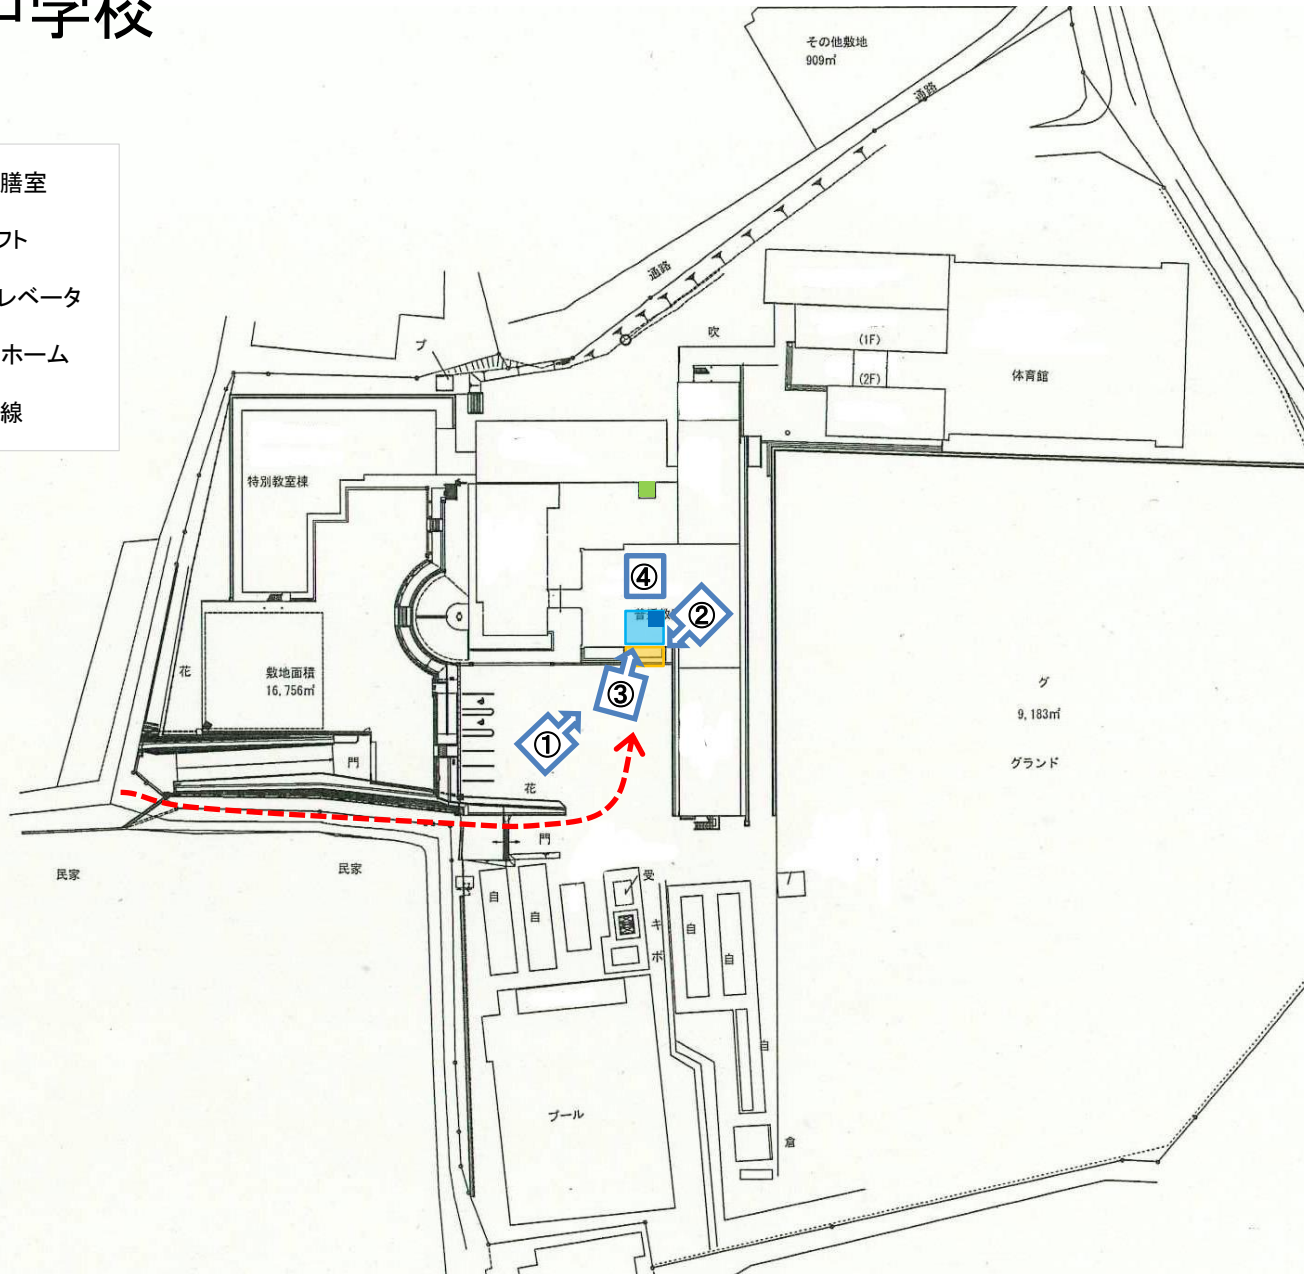 中学校
膳室
フト
レベータ
ホーム
線
その他敷地
909㎡
通路
通路
吹
プ
(1F)
(2F)
体育館
特別教室棟
④
②
花
敷地面積
16,756㎡
③
グ
9,183㎡
①
門
グランド
花
門
民家
民家
受
自
自
キ
ボ
自
自
自
プール
倉